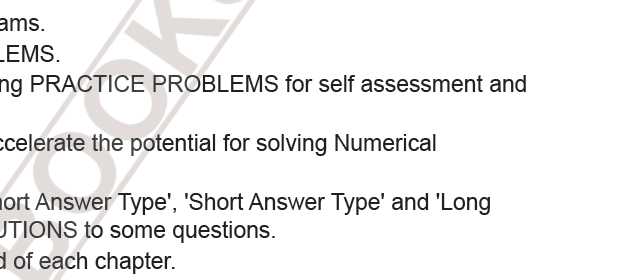 ams.
LEMS.
ng PRACTICE PROBLEMS for self assessment and
ccelerate the potential for solving Numerical
ort Answer Type', 'Short Answer Type' and 'Long
UTIONS to some questions.
d of each chapter.
BOOK